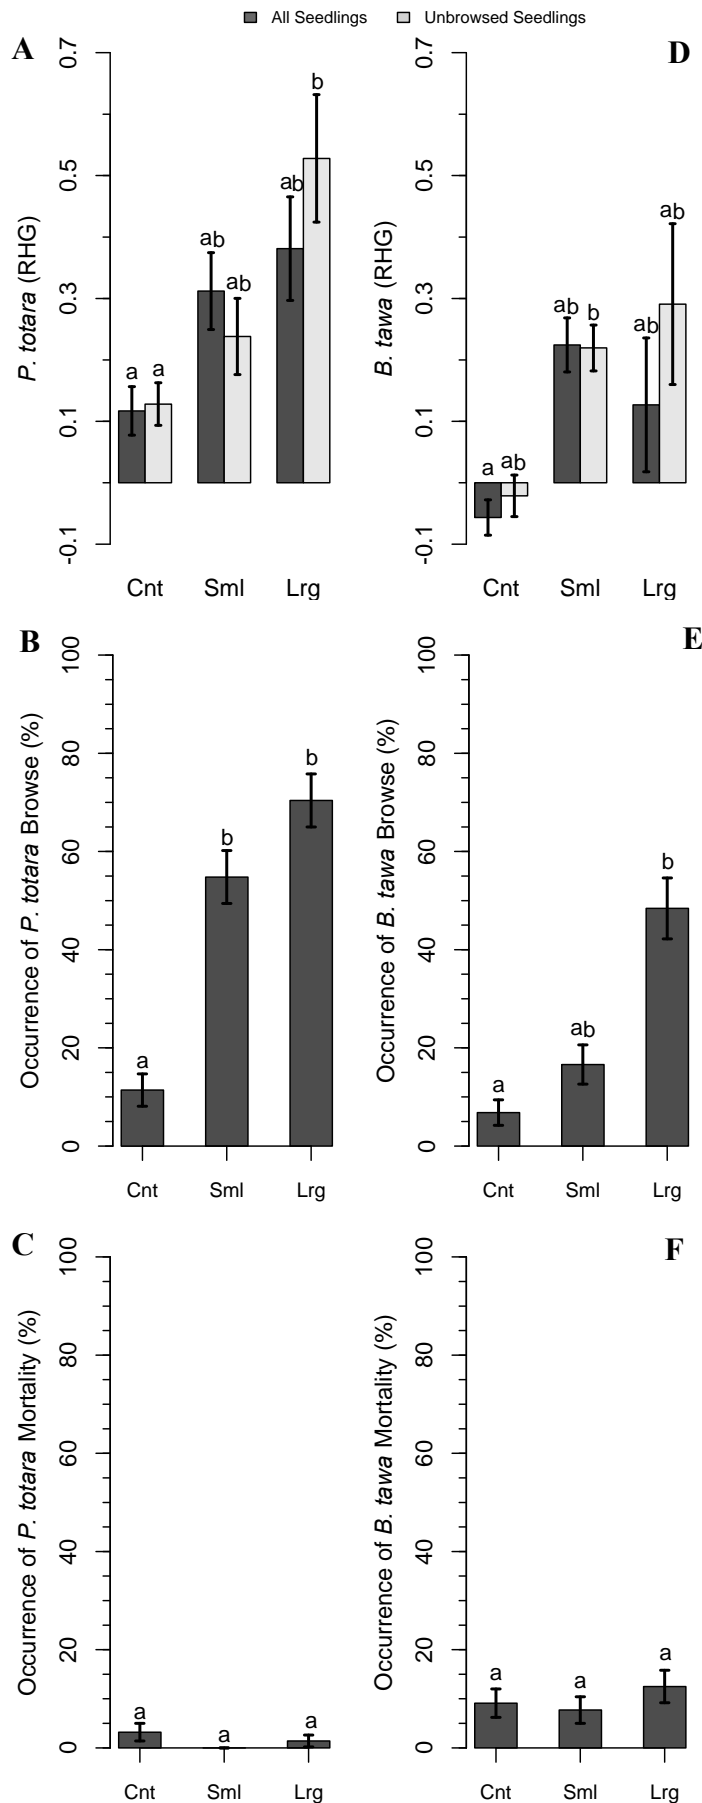 All Seedlings Unbrowsed Seedlings
A
P. totara (RHG)
-0.1 0.1 0.3 0.5 0.7
a a ab ab ab b
Cnt Sml Lrg
D
B. tawa (RHG)
-0.1 0.1 0.3 0.5 0.7
a ab ab b ab ab
Cnt Sml Lrg
B
Occurrence of P. totara Browse (%)
0 20 40 60 80 100
a b b
Cnt Sml Lrg
E
Occurrence of B. tawa Browse (%)
0 20 40 60 80 100
a ab b
Cnt Sml Lrg
C
Occurrence of P. totara Mortality (%)
0 20 40 60 80 100
a a a
Cnt Sml Lrg
F
Occurrence of B. tawa Mortality (%)
0 20 40 60 80 100
a a a
Cnt Sml Lrg